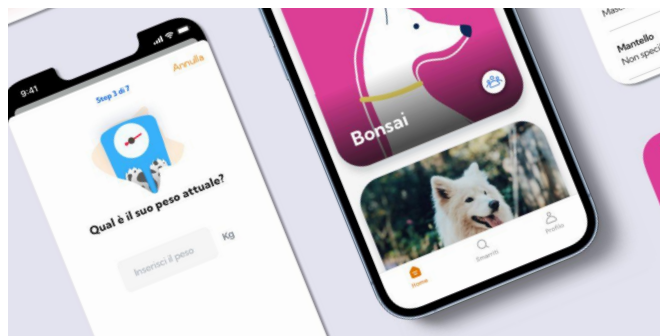 9:41
Annulla
Step 3 di 7
Qual è il suo peso attuale?
Inserisci il peso
Kg
Bonsai
Home
Smarriti
Profilo
Mantello
Non speci